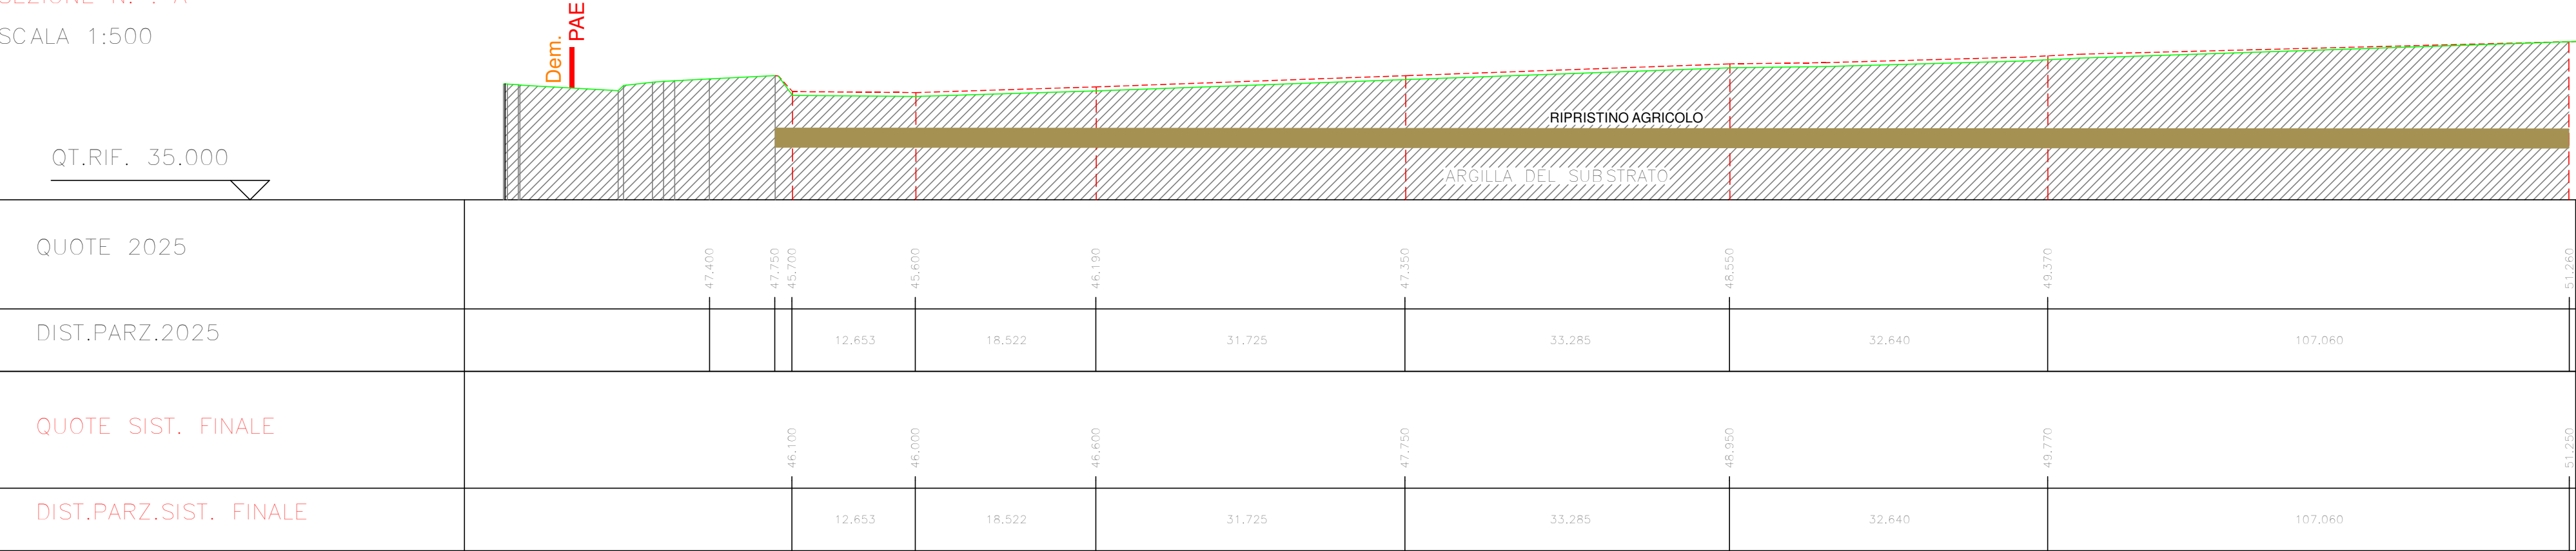 SEZIONE N. : A
SCALA 1:500
Dem.
PAE
RIPRISTINO AGRICOLO
QT.RIF. 35.000
ARGILLA DEL SUBSTRATO
QUOTE 2025
47.400 47.750 45.700 45.600 46.190 47.350 48.550 49.370 51.260
DIST.PARZ.2025
12.653 18.522 31.725 33.285 32.640 107.060
QUOTE SIST. FINALE
46.100 46.000 46.600 47.750 48.950 49.770 51.250
DIST.PARZ.SIST. FINALE
12.653 18.522 31.725 33.285 32.640 107.060